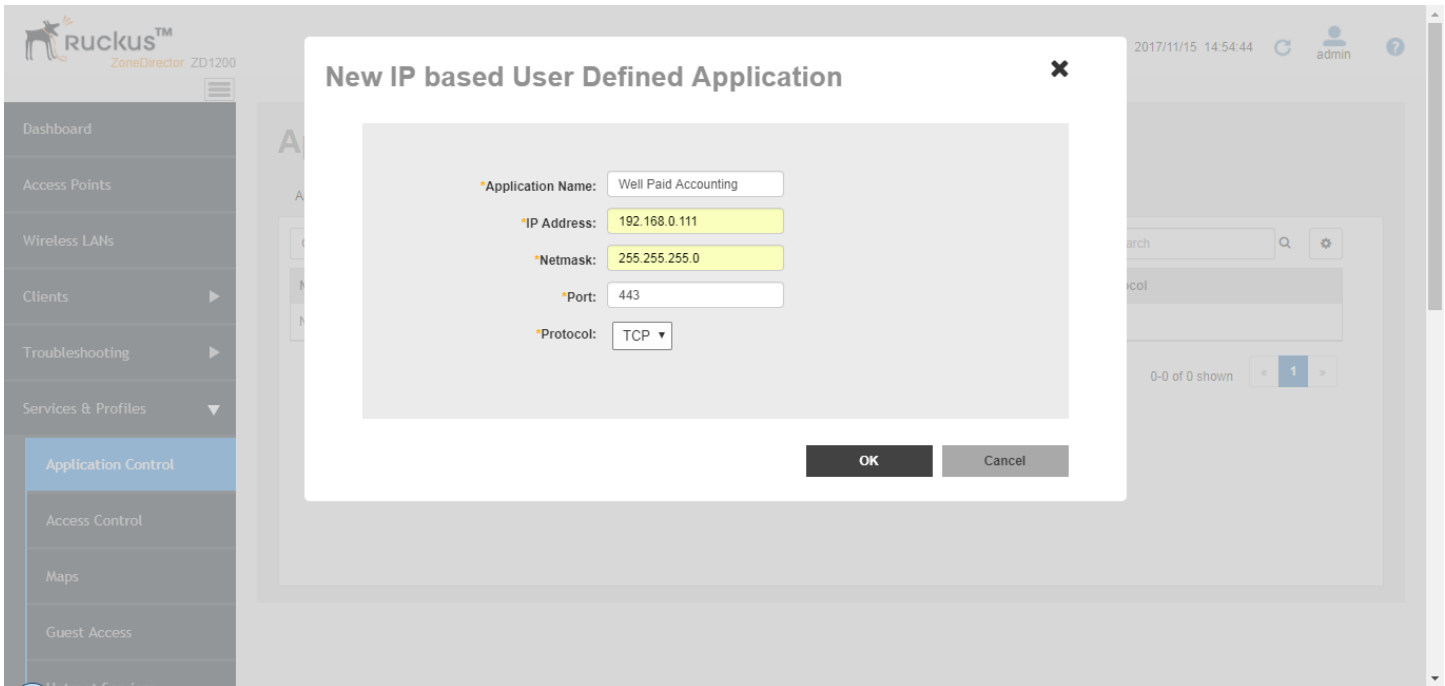 Ruckus™
ZoneDirector ZD1200
2017/11/15 14:54:44
admin
New IP based User Defined Application
*Application Name: Well Paid Accounting
*IP Address: 192.168.0.111
*Netmask: 255.255.255.0
*Port: 443
*Protocol: TCP
OK
Cancel
Dashboard
Access Points
Wireless LANs
Clients
Troubleshooting
Services & Profiles
Application Control
Access Control
Maps
Guest Access
0-0 of 0 shown « 1 »